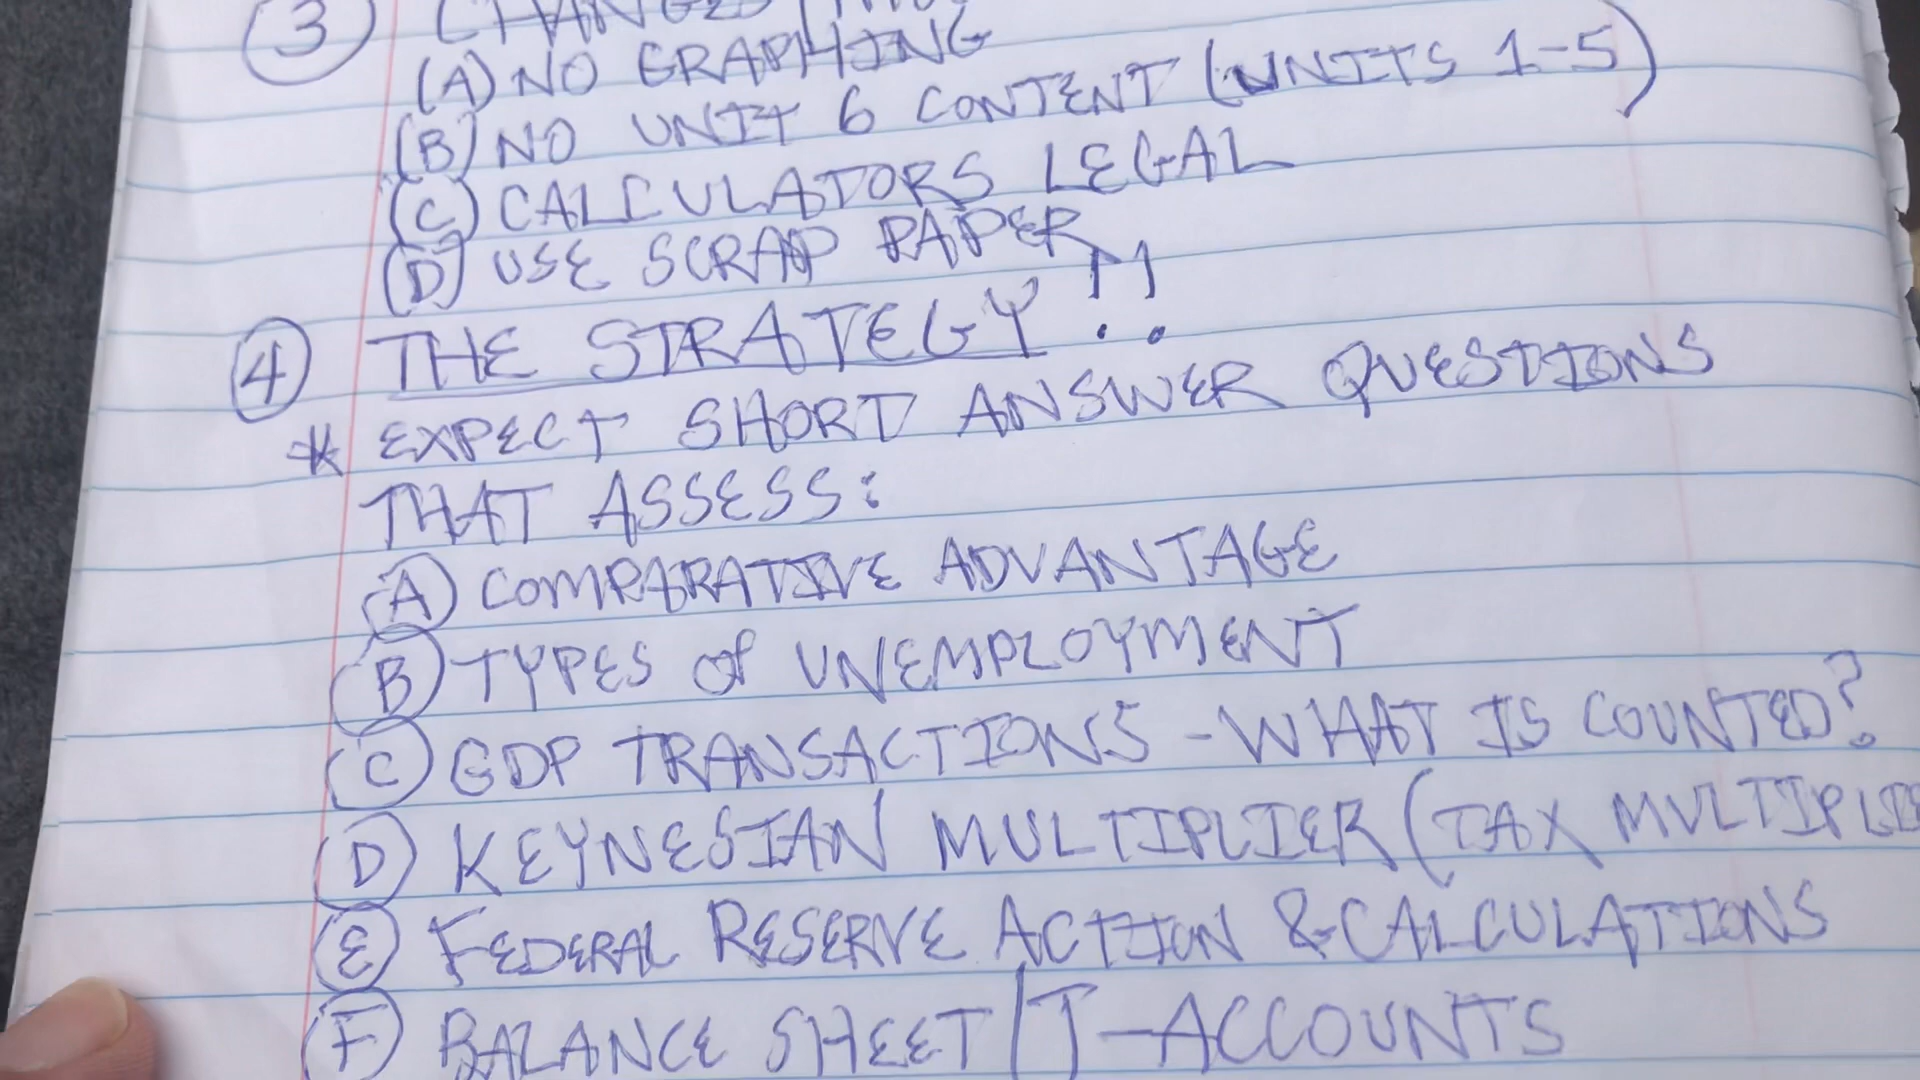 3
(A) NO GRAPHING
(B) NO UNIT 6 CONTENT (UNITS 1-5)
(C) CALCULATORS LEGAL
(D) USE SCRAP PAPER
4 THE STRATEGY!!
* EXPECT SHORT ANSWER QUESTIONS
THAT ASSESS:
A COMPARATIVE ADVANTAGE
B TYPES of UNEMPLOYMENT
C GDP TRANSACTIONS - WHAT IS COUNTED?
D KEYNESIAN MULTIPLIER (TAX
E FEDERAL RESERVE ACTION & CALCULATIONS
F BALANCE SHEET/T-ACCOUNTS